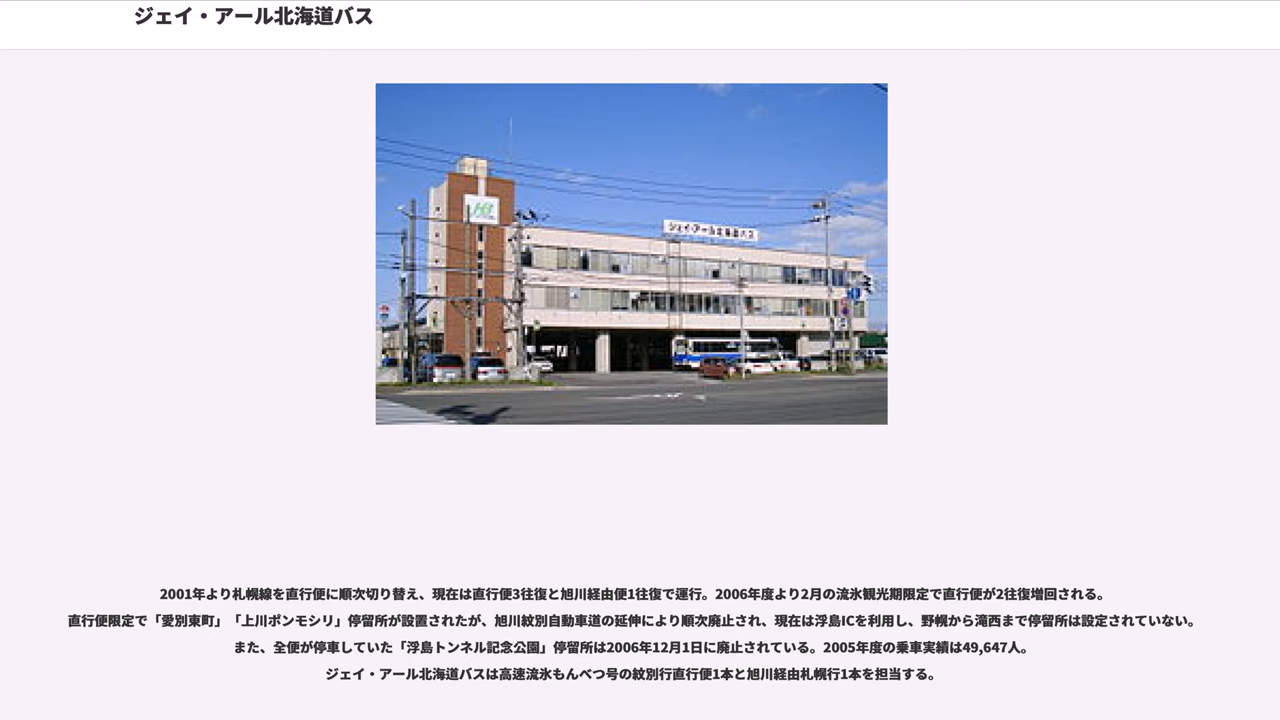 ジェイ・アール北海道バス
ジェイ・アール北海道バス
2001年より札幌線を直行便に順次切り替え、現在は直行便3往復と旭川経由便1往復で運行。2006年度より2月の流氷観光期限定で直行便が2往復増回される。
直行便限定で「愛別東町」「上川ポンモシリ」停留所が設置されたが、旭川紋別自動車道の延伸により順次廃止され、現在は浮島ICを利用し、野幌から滝西まで停留所は設定されていない。
また、全便が停車していた「浮島トンネル記念公園」停留所は2006年12月1日に廃止されている。2005年度の乗車実績は49,647人。
ジェイ・アール北海道バスは高速流氷もんべつ号の紋別行直行便1本と旭川経由札幌行1本を担当する。